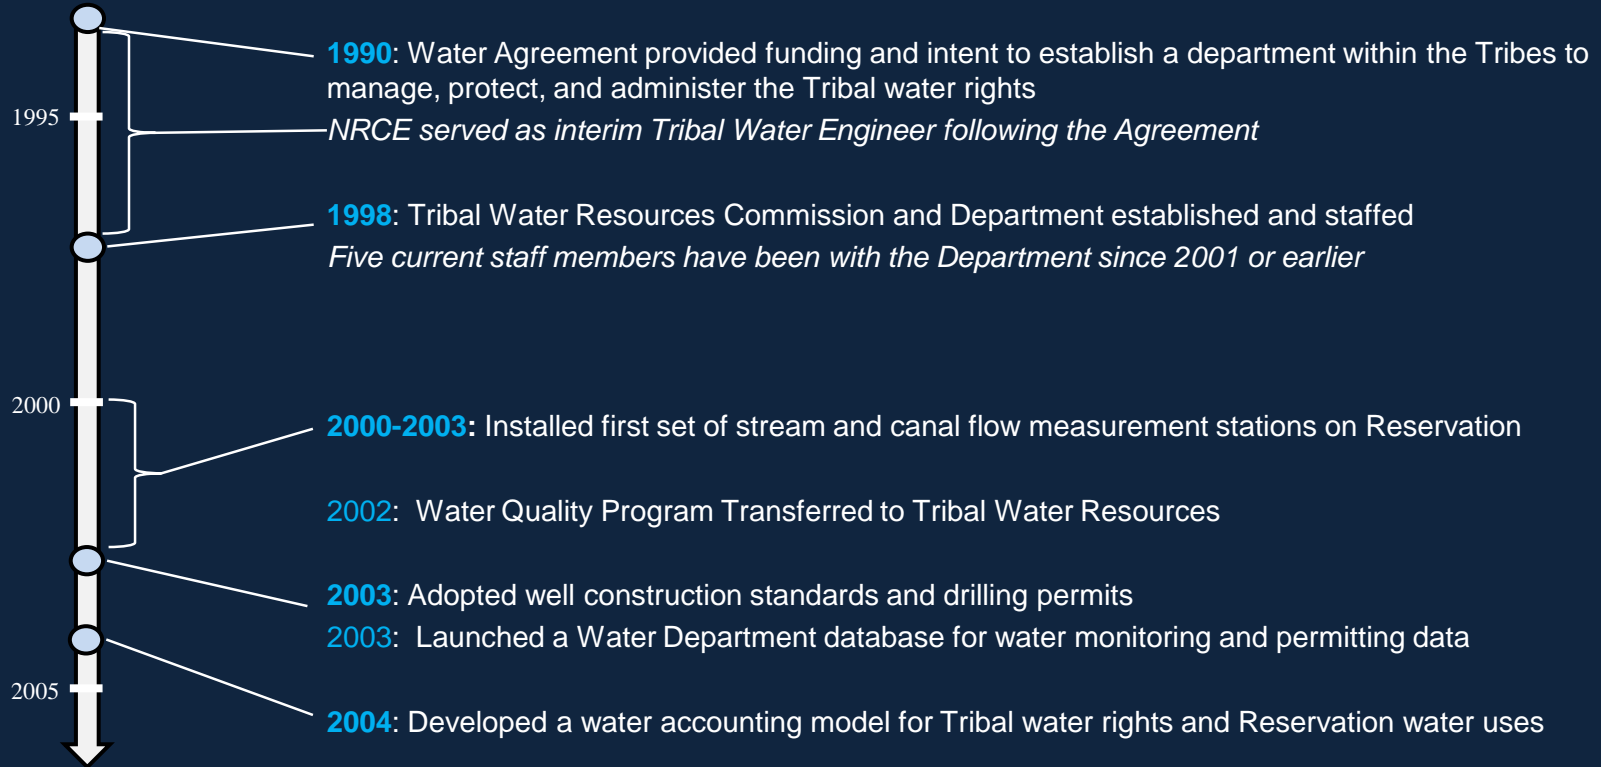 1990: Water Agreement provided funding and intent to establish a department within the Tribes to
manage, protect, and administer the Tribal water rights
1995
NRCE served as interim Tribal Water Engineer following the Agreement
1998: Tribal Water Resources Commission and Department established and staffed
Five current staff members have been with the Department since 2001 or earlier
2000
2000-2003: Installed first set of stream and canal flow measurement stations on Reservation
2002:  Water Quality Program Transferred to Tribal Water Resources
2003: Adopted well construction standards and drilling permits
2003:  Launched a Water Department database for water monitoring and permitting data
2005
2004: Developed a water accounting model for Tribal water rights and Reservation water uses